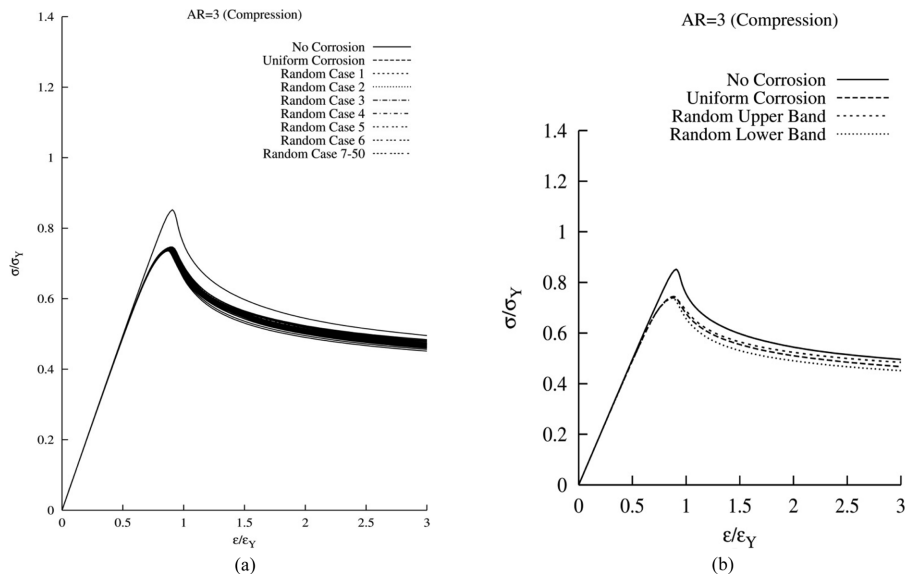 AR=3 (Compression)
1.4
1.2
1
0.8
0.6
0.4
0.2
0
σ/σY
No Corrosion
Uniform Corrosion
Random Case 1
Random Case 2
Random Case 3
Random Case 4
Random Case 5
Random Case 6
Random Case 7-50
0 0.5 1 1.5 2 2.5 3
ε/εY
(a)
AR=3 (Compression)
No Corrosion
Uniform Corrosion
Random Upper Band
Random Lower Band
1.4
1.2
1
0.8
0.6
0.4
0.2
0
σ/σY
0 0.5 1 1.5 2 2.5 3
ε/εY
(b)